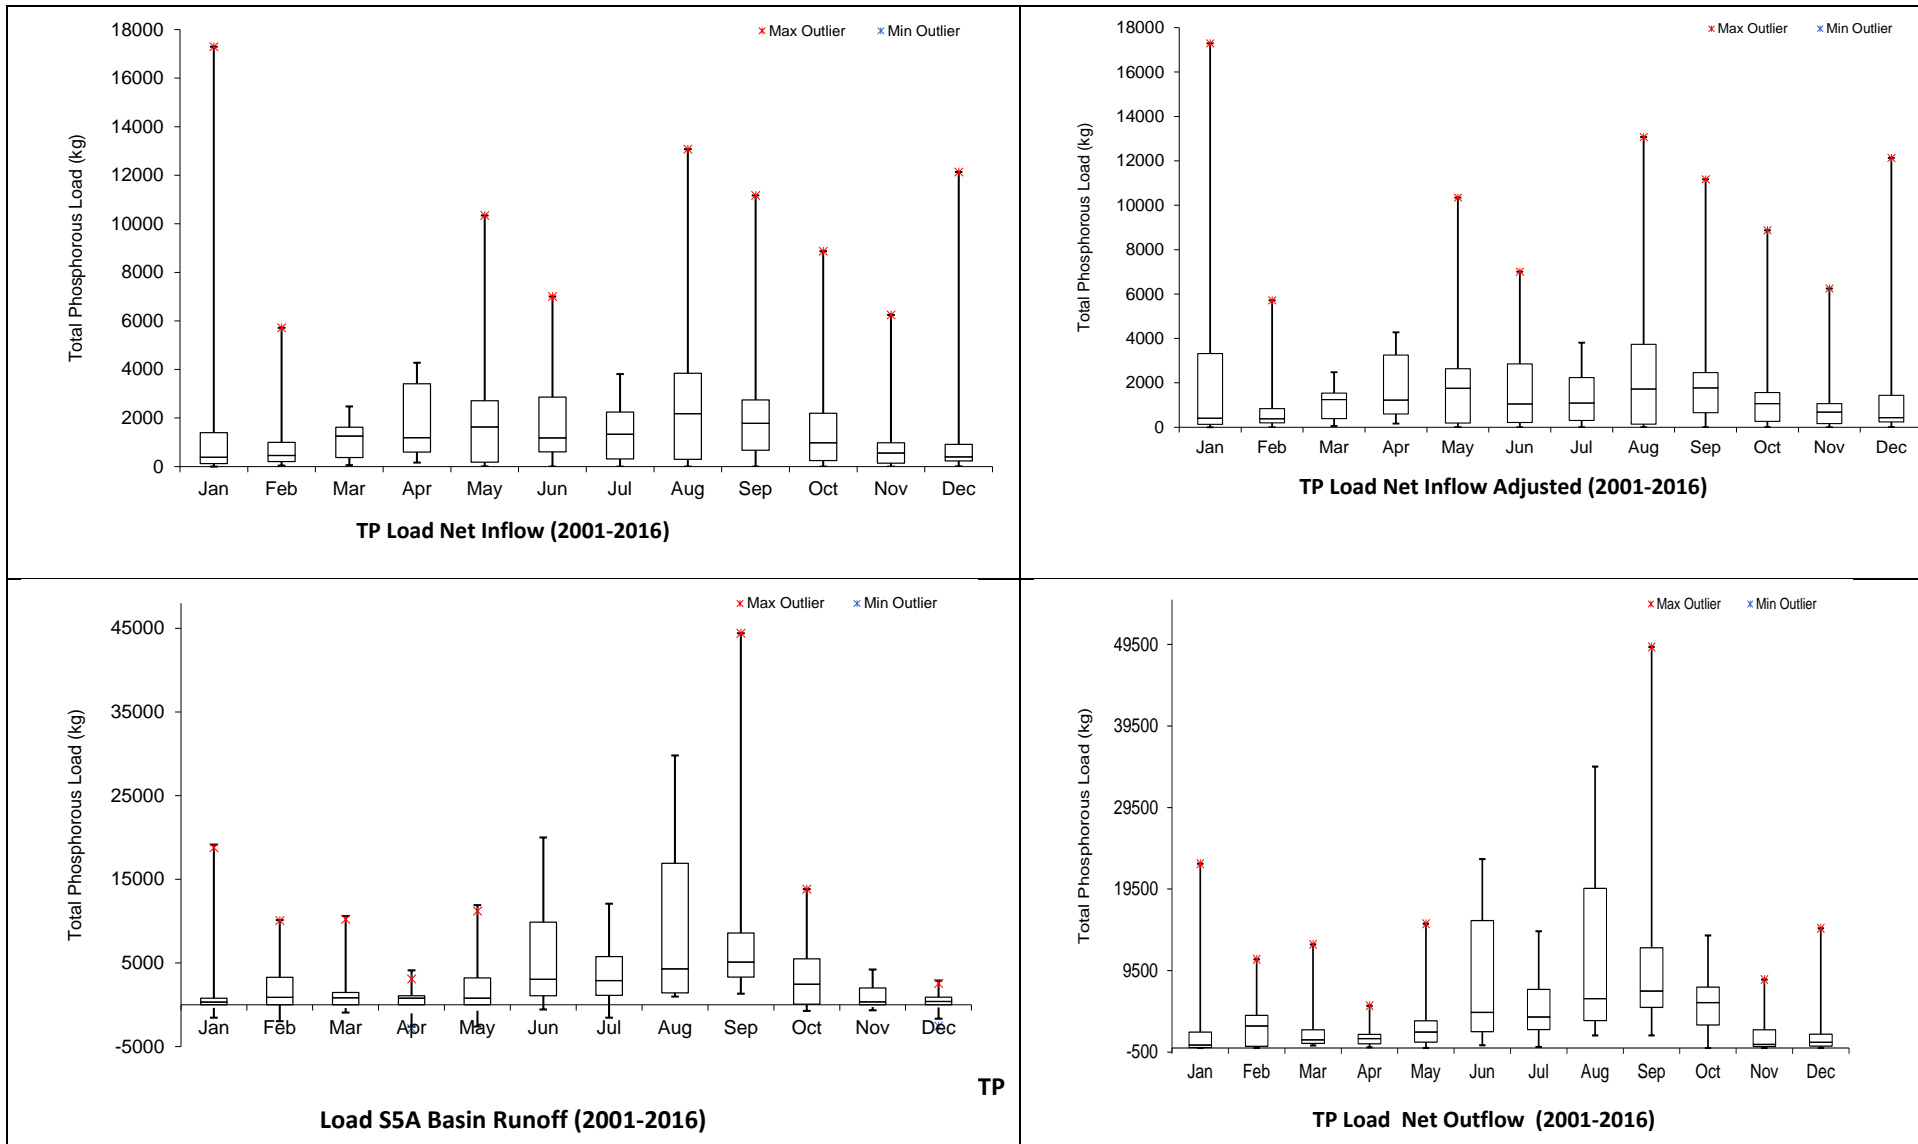 Max Outlier Min Outlier
Total Phosphorous Load (kg)
18000
16000
14000
12000
10000
8000
6000
4000
2000
0
Jan Feb Mar Apr May Jun Jul Aug Sep Oct Nov Dec
TP Load Net Inflow (2001-2016)
Max Outlier Min Outlier
Total Phosphorous Load (kg)
18000
16000
14000
12000
10000
8000
6000
4000
2000
0
Jan Feb Mar Apr May Jun Jul Aug Sep Oct Nov Dec
TP Load Net Inflow Adjusted (2001-2016)
Max Outlier Min Outlier
Total Phosphorous Load (kg)
45000
35000
25000
15000
5000
-5000
Jan Feb Mar Apr May Jun Jul Aug Sep Oct Nov Dec
TP
Load S5A Basin Runoff (2001-2016)
Max Outlier Min Outlier
Total Phosphorous Load (kg)
49500
39500
29500
19500
9500
-500
Jan Feb Mar Apr May Jun Jul Aug Sep Oct Nov Dec
TP Load Net Outflow (2001-2016)